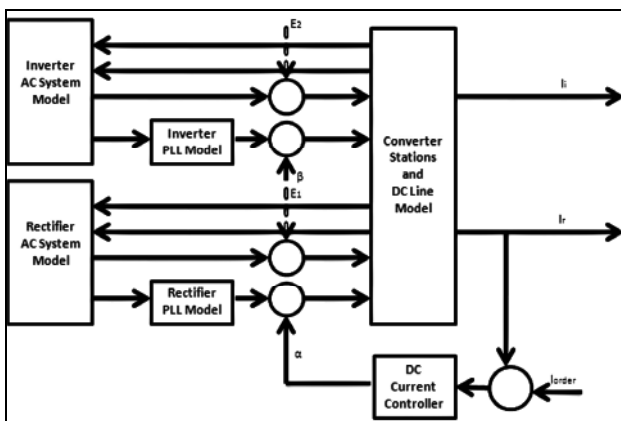 E2
Inverter
AC System
Model
Inverter
PLL Model
β
E1
Converter
Stations
and
DC Line
Model
Ii
Ir
Rectifier
AC System
Model
Rectifier
PLL Model
α
DC
Current
Controller
Iorder